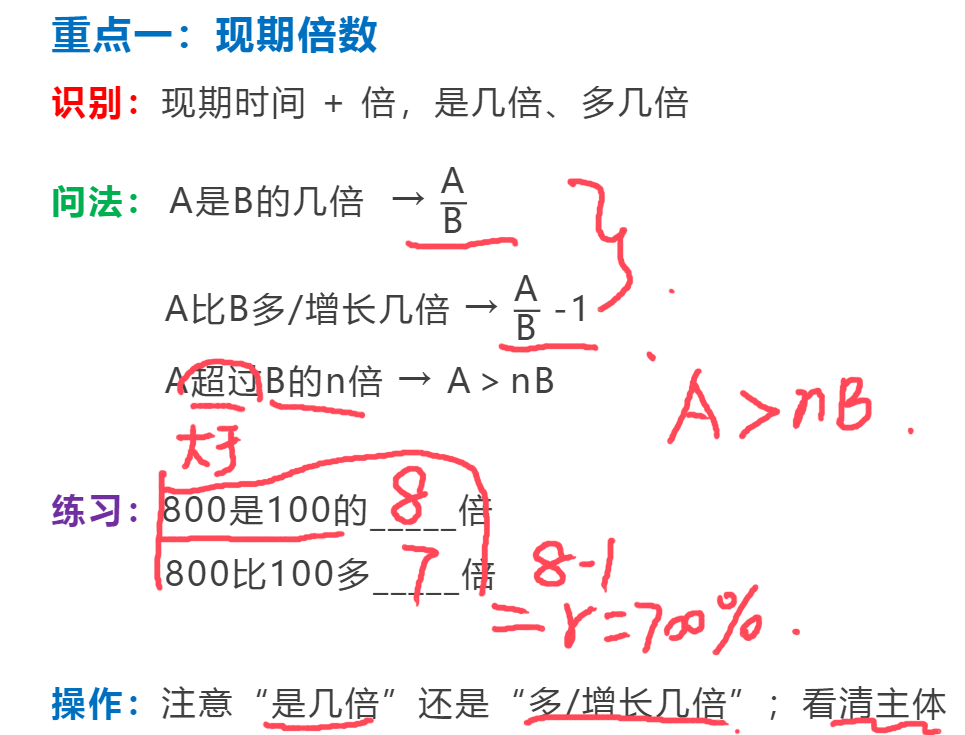 重点一：现期倍数
识别：现期时间 + 倍，是几倍、多几倍
问法： A是B的几倍 → A/B
A比B多/增长几倍 → A/B -1
A超过B的n倍 → A > nB
A > nB .
大于
练习：800是100的_____倍
8
800比100多_____倍
7
8-1
= r = 700% .
操作：注意“是几倍”还是“多/增长几倍”；看清主体